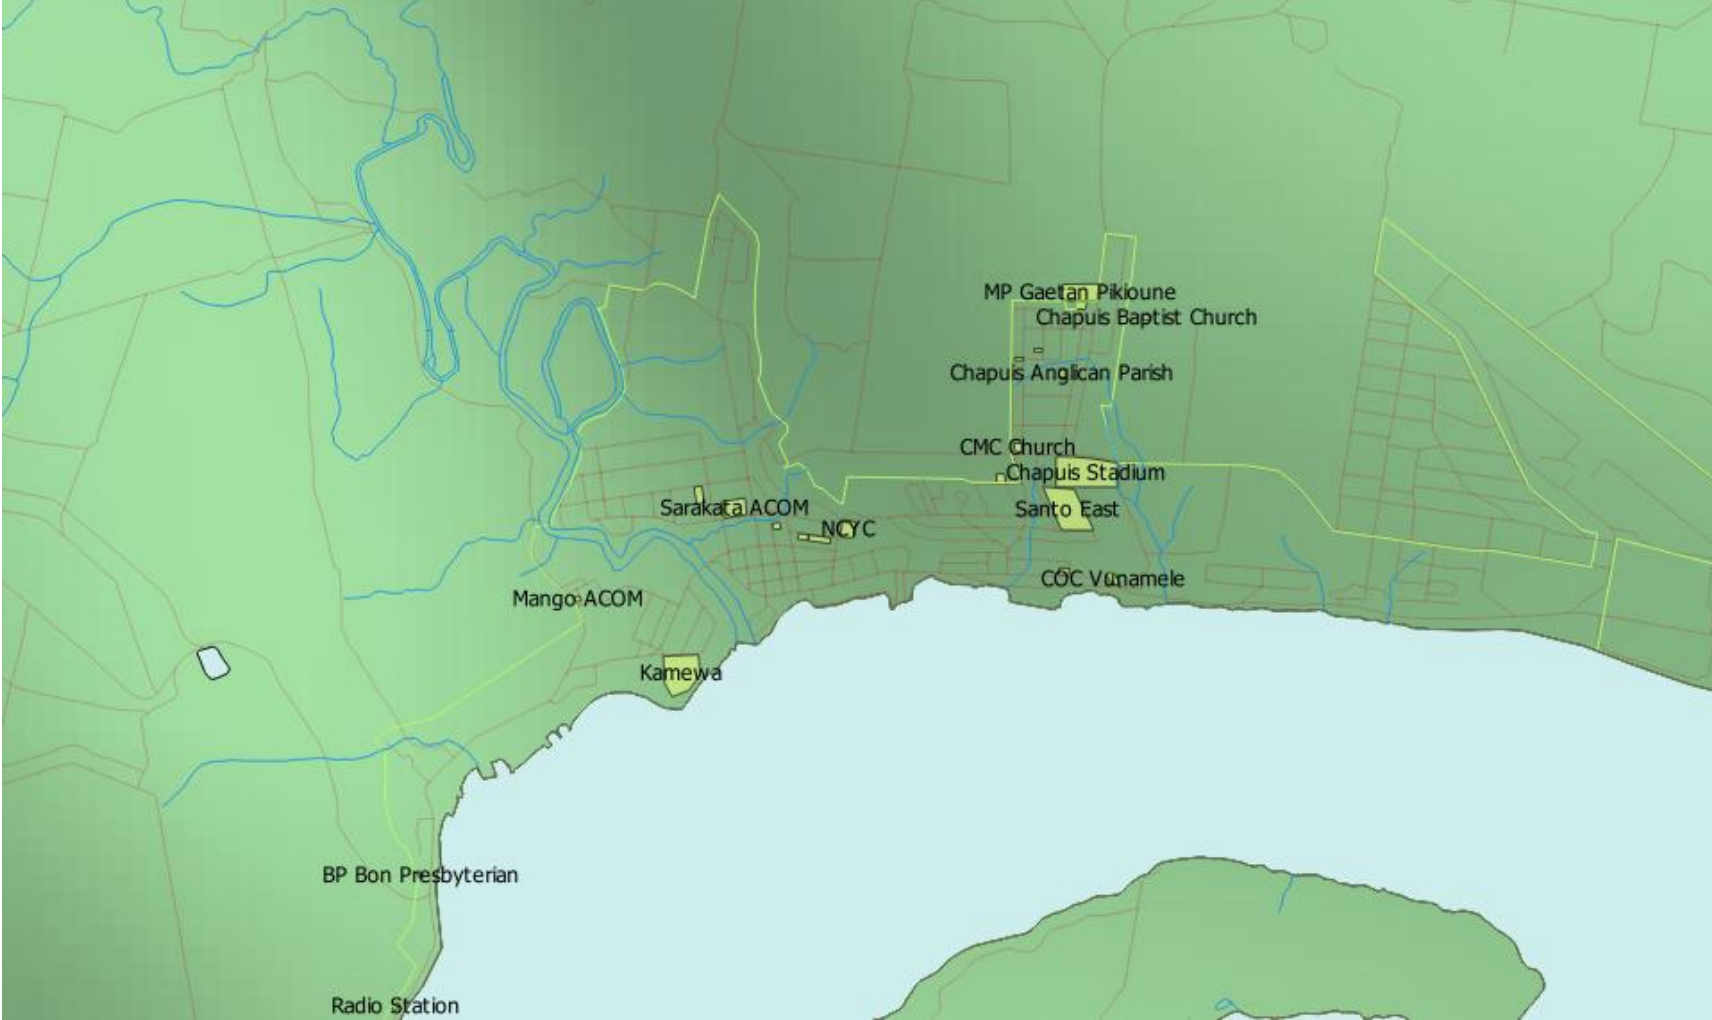 MP Gaetan Pikioune
Chapuis Baptist Church
Chapuis Anglican Parish
CMC Church
Chapuis Stadium
Sarakata ACOM
Santo East
NCYC
COC Vunamele
Mango ACOM
Kamewa
BP Bon Presbyterian
Radio Station